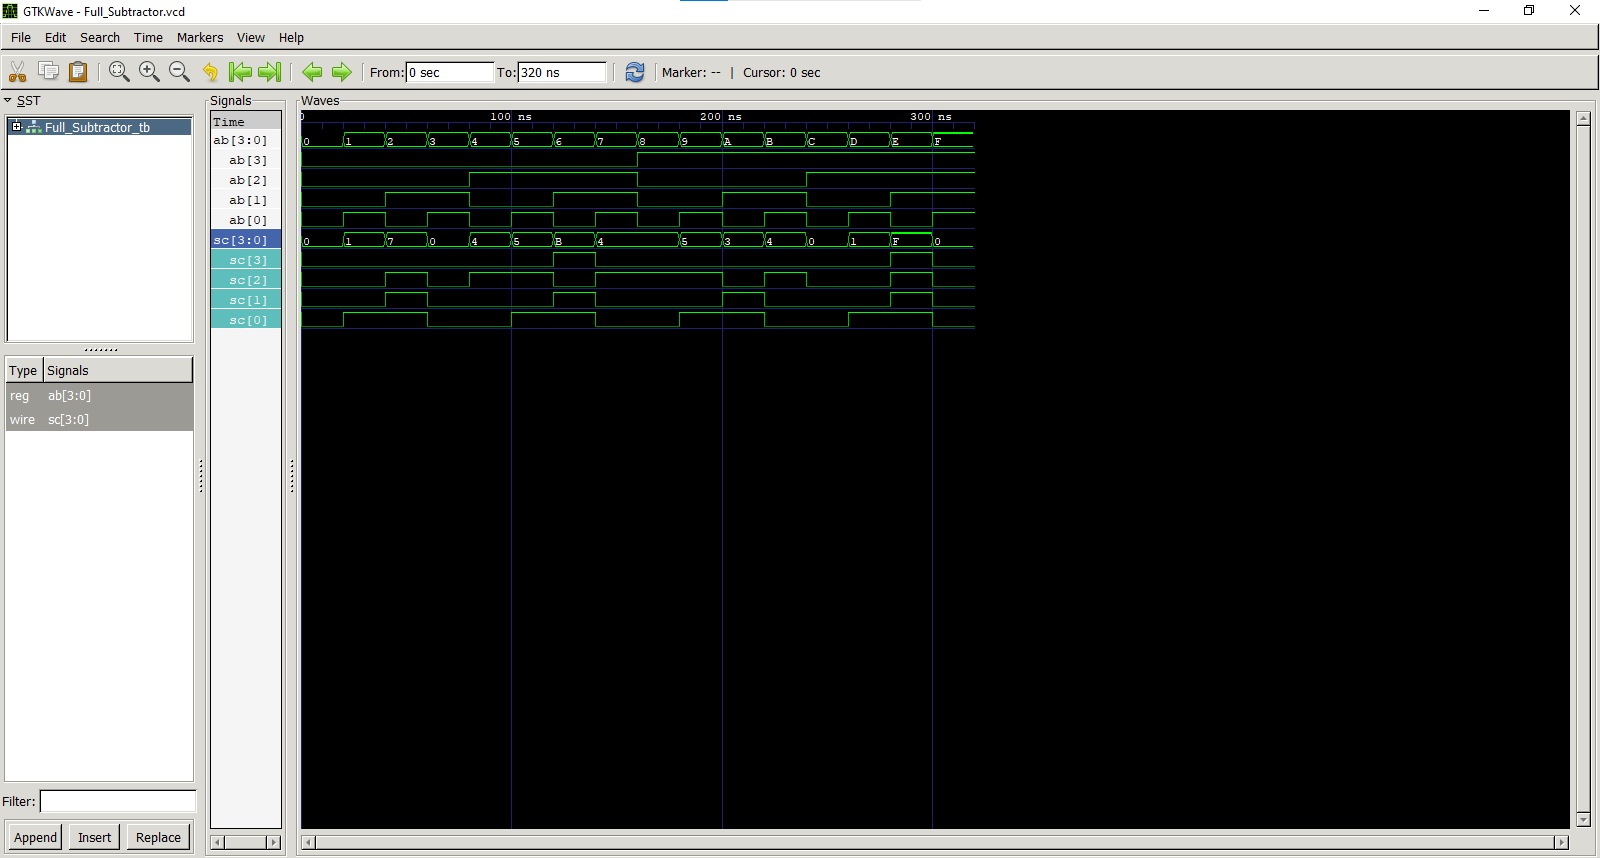 GTKWave - Full_Subtractor.vcd
File Edit Search Time Markers View Help
From: 0 sec To: 320 ns Marker: -- | Cursor: 0 sec
SST
Full_Subtractor_tb
Type Signals
reg ab[3:0]
wire sc[3:0]
Filter:
Append Insert Replace
Signals
Time
ab[3:0]
ab[3]
ab[2]
ab[1]
ab[0]
sc[3:0]
sc[3]
sc[2]
sc[1]
sc[0]
Waves
0 100 ns 200 ns 300 ns
0 1 2 3 4 5 6 7 8 9 A B C D E F
0 1 7 0 4 5 B 4 5 3 4 0 1 F 0